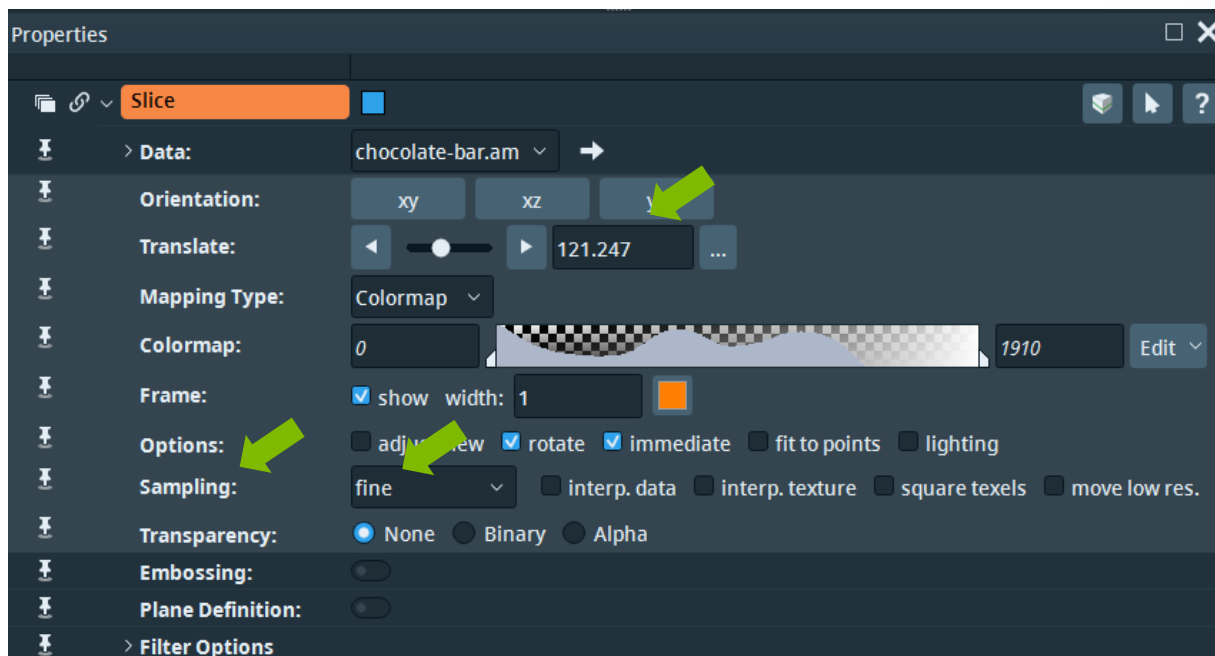 Properties
Slice ?
Data: chocolate-bar.am
Orientation: xy xz
Translate: 121.247 ...
Mapping Type: Colormap
Colormap: 0 1910 Edit
Frame: show width: 1
Options: rotate immediate fit to points lighting
Sampling: fine interp. data interp. texture square texels move low res.
Transparency: None Binary Alpha
Embossing:
Plane Definition:
Filter Options